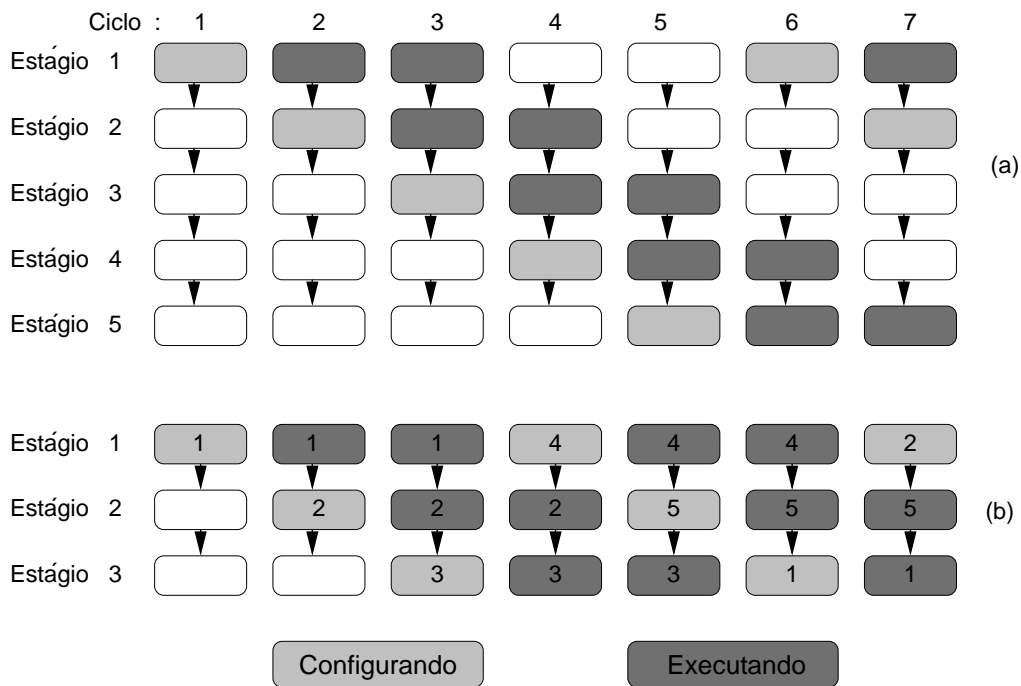 Ciclo : 1 2 3 4 5 6 7
Estágio 1
Estágio 2
Estágio 3
(a)
Estágio 4
Estágio 5
Estágio 1 1 1 1 4 4 4 2
Estágio 2 2 2 2 5 5 5
(b)
Estágio 3 3 3 3 1 1
Configurando Executando